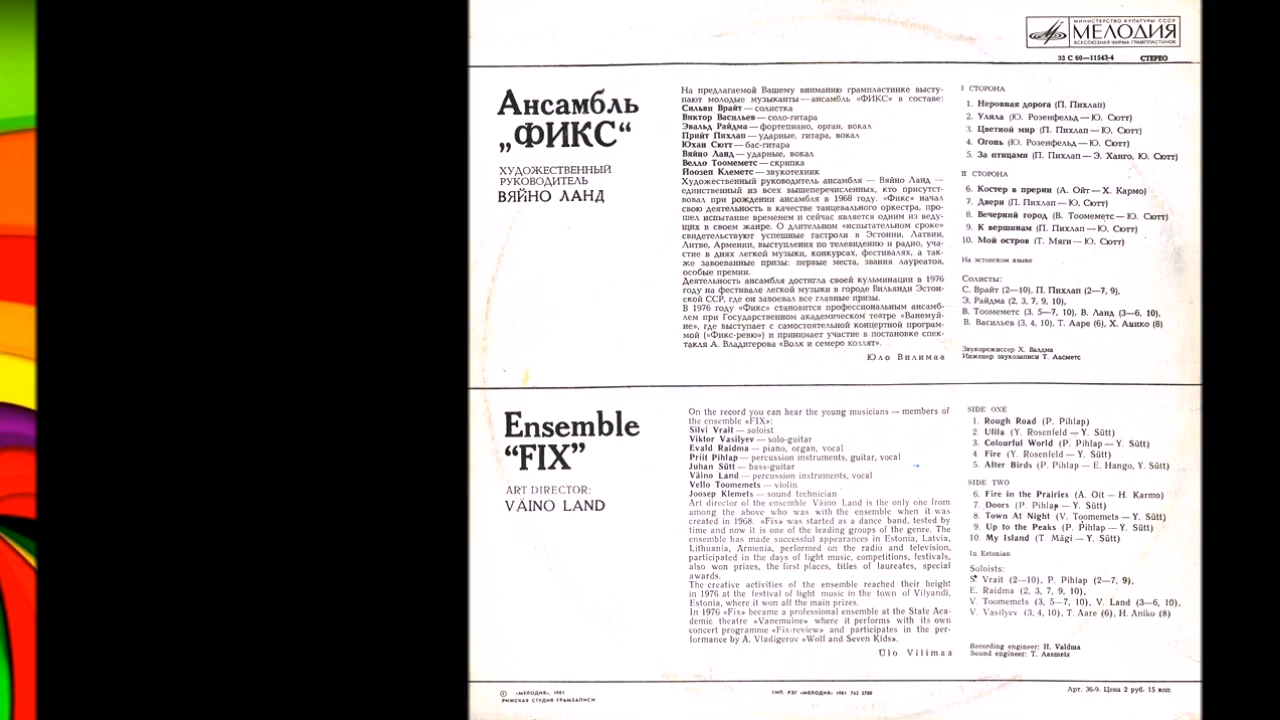 МИНИСТЕРСТВО КУЛЬТУРЫ СССР
МЕЛОДИЯ
ВСЕСОЮЗНАЯ ФИРМА ГРАМПЛАСТИНОК
33 С 60—11543-4 СТЕРЕО
Ансамбль
„ФИКС“
ХУДОЖЕСТВЕННЫЙ
РУКОВОДИТЕЛЬ
ВЯЙНО ЛАНД
На предлагаемой Вашему вниманию грампластинке высту-
пают молодые музыканты — ансамбль «ФИКС» в составе:
Сильви Врайт — солистка
Виктор Васильев — соло-гитара
Эвальд Райдма — фортепиано, орган, вокал
Прийт Пихлап — ударные, гитара, вокал
Юхан Сютт — бас-гитара
Вяйно Ланд — ударные, вокал
Велло Тоомеметс — скрипка
Йоозеп Клеметс — звукотехник
Художественный руководитель ансамбля — Вяйно Ланд —
единственный из всех вышеперечисленных, кто присутст-
вовал при рождении ансамбля в 1968 году. «Фикс» начал
свою деятельность в качестве танцевального оркестра, про-
шел испытание временем и сейчас является одним из веду-
щих в своем жанре. О длительном «испытательном сроке»
свидетельствуют успешные гастроли в Эстонии, Латвии,
Литве, Армении, выступления по телевидению и радио, уча-
стие в днях легкой музыки, конкурсах, фестивалях, а так-
же завоеванные призы: первые места, звания лауреатов,
особые премии.
Деятельность ансамбля достигла своей кульминации в 1976
году на фестивале легкой музыки в городе Вильянди Эстон-
ской ССР, где он завоевал все главные призы.
В 1976 году «Фикс» становится профессиональным ансамб-
лем при Государственном академическом театре «Ванемуй-
не», где выступает с самостоятельной концертной програм-
мой («Фикс-ревю») и принимает участие в постановке спек-
такля А. Владигерова «Волк и семеро козлят».
Юло Вилимаа
I СТОРОНА
1. Неровная дорога (П. Пихлап)
2. Улила (Ю. Розенфельд — Ю. Сютт)
3. Цветной мир (П. Пихлап — Ю. Сютт)
4. Огонь (Ю. Розенфельд — Ю. Сютт)
5. За птицами (П. Пихлап — Э. Ханго, Ю. Сютт)
II СТОРОНА
6. Костер в прерии (А. Ойт — Х. Кармо)
7. Двери (П. Пихлап — Ю. Сютт)
8. Вечерний город (В. Тоомеметс — Ю. Сютт)
9. К вершинам (П. Пихлап — Ю. Сютт)
10. Мой остров (Т. Мяги — Ю. Сютт)
На эстонском языке
Солисты:
С. Врайт (2—10), П. Пихлап (2—7, 9),
Э. Райдма (2, 3, 7, 9, 10),
В. Тоомеметс (3, 5—7, 10), В. Ланд (3—6, 10),
В. Васильев (3, 4, 10), Т. Ааре (6), Х. Анико (8)
Звукорежиссер Х. Валдма
Инженер звукозаписи Т. Аасметс
Ensemble
“FIX”
ART DIRECTOR:
VÄINO LAND
On the record you can hear the young musicians — members of
the ensemble «FIX»:
Silvi Vrait — soloist
Viktor Vasilyev — solo-guitar
Evald Raidma — piano, organ, vocal
Priit Pihlap — percussion instruments, guitar, vocal
Juhan Sütt — bass-guitar
Väino Land — percussion instruments, vocal
Vello Toomemets — violin
Joosep Klemets — sound technician
Art director of the ensemble Väino Land is the only one from
among the above who was with the ensemble when it was
created in 1968. «Fix» was started as a dance band, tested by
time and now it is one of the leading groups of the genre. The
ensemble has made successful appearances in Estonia, Latvia,
Lithuania, Armenia, performed on the radio and television,
participated in the days of light music, competitions, festivals,
also won prizes, the first places, titles of laureates, special
awards.
The creative activities of the ensemble reached their height
in 1976 at the festival of light music in the town of Vilyandi,
Estonia, where it won all the main prizes.
In 1976 «Fix» became a professional ensemble at the State Aca-
demic theatre «Vanemuine» where it performs with its own
concert programme «Fix-review» and participates in the per-
formance by A. Vladigerov «Wolf and Seven Kids».
Ülo Vilimaa
SIDE ONE
1. Rough Road (P. Pihlap)
2. Ulila (Y. Rosenfeld — Y. Sütt)
3. Colourful World (P. Pihlap — Y. Sütt)
4. Fire (Y. Rosenfeld — Y. Sütt)
5. After Birds (P. Pihlap — E. Hango, Y. Sütt)
SIDE TWO
6. Fire in the Prairies (A. Oit — H. Karmo)
7. Doors (P. Pihlap — Y. Sütt)
8. Town At Night (V. Toomemets — Y. Sütt)
9. Up to the Peaks (P. Pihlap — Y. Sütt)
10. My Island (T. Mägi — Y. Sütt)
In Estonian
Soloists:
S. Vrait (2—10), P. Pihlap (2—7, 9),
E. Raidma (2, 3, 7, 9, 10),
V. Toomemets (3, 5—7, 10), V. Land (3—6, 10),
V. Vasilyev (3, 4, 10), T. Aare (6), H. Aniko (8)
Recording engineer: H. Valdma
Sound engineer: T. Aasmets
© «МЕЛОДИЯ», 1981
РИЖСКАЯ СТУДИЯ ГРАМЗАПИСИ
ТИП. РЗГ «МЕЛОДИЯ» 1981 762 3700
Арт. 36-9. Цена 2 руб. 15 коп.